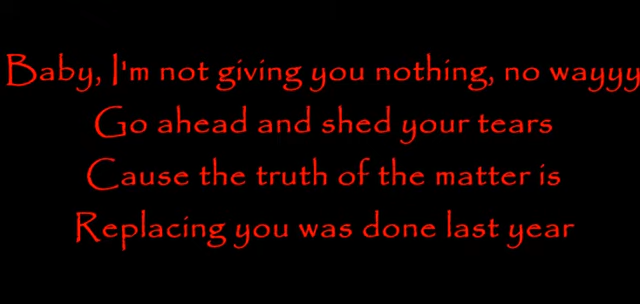 Baby, I'm not giving you nothing, no wayyy
Go ahead and shed your tears
Cause the truth of the matter is
Replacing you was done last year